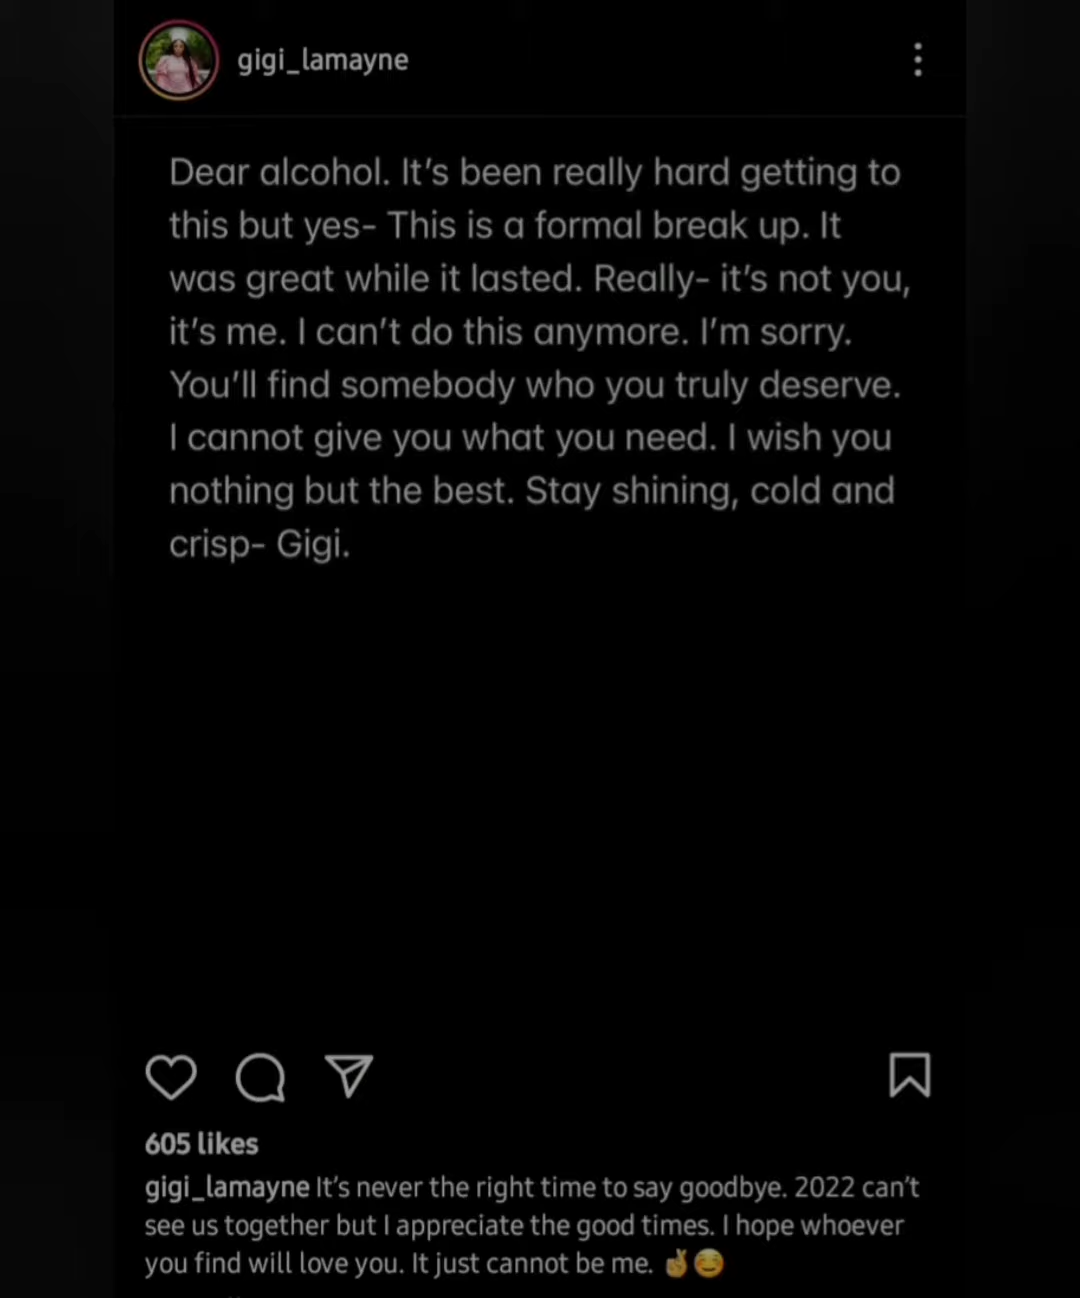 gigi_lamayne
Dear alcohol. It's been really hard getting to
this but yes- This is a formal break up. It
was great while it lasted. Really- it's not you,
it's me. I can't do this anymore. I'm sorry.
You'll find somebody who you truly deserve.
I cannot give you what you need. I wish you
nothing but the best. Stay shining, cold and
crisp- Gigi.
605 likes
gigi_lamayne It's never the right time to say goodbye. 2022 can't
see us together but I appreciate the good times. I hope whoever
you find will love you. It just cannot be me. ✌️☺️